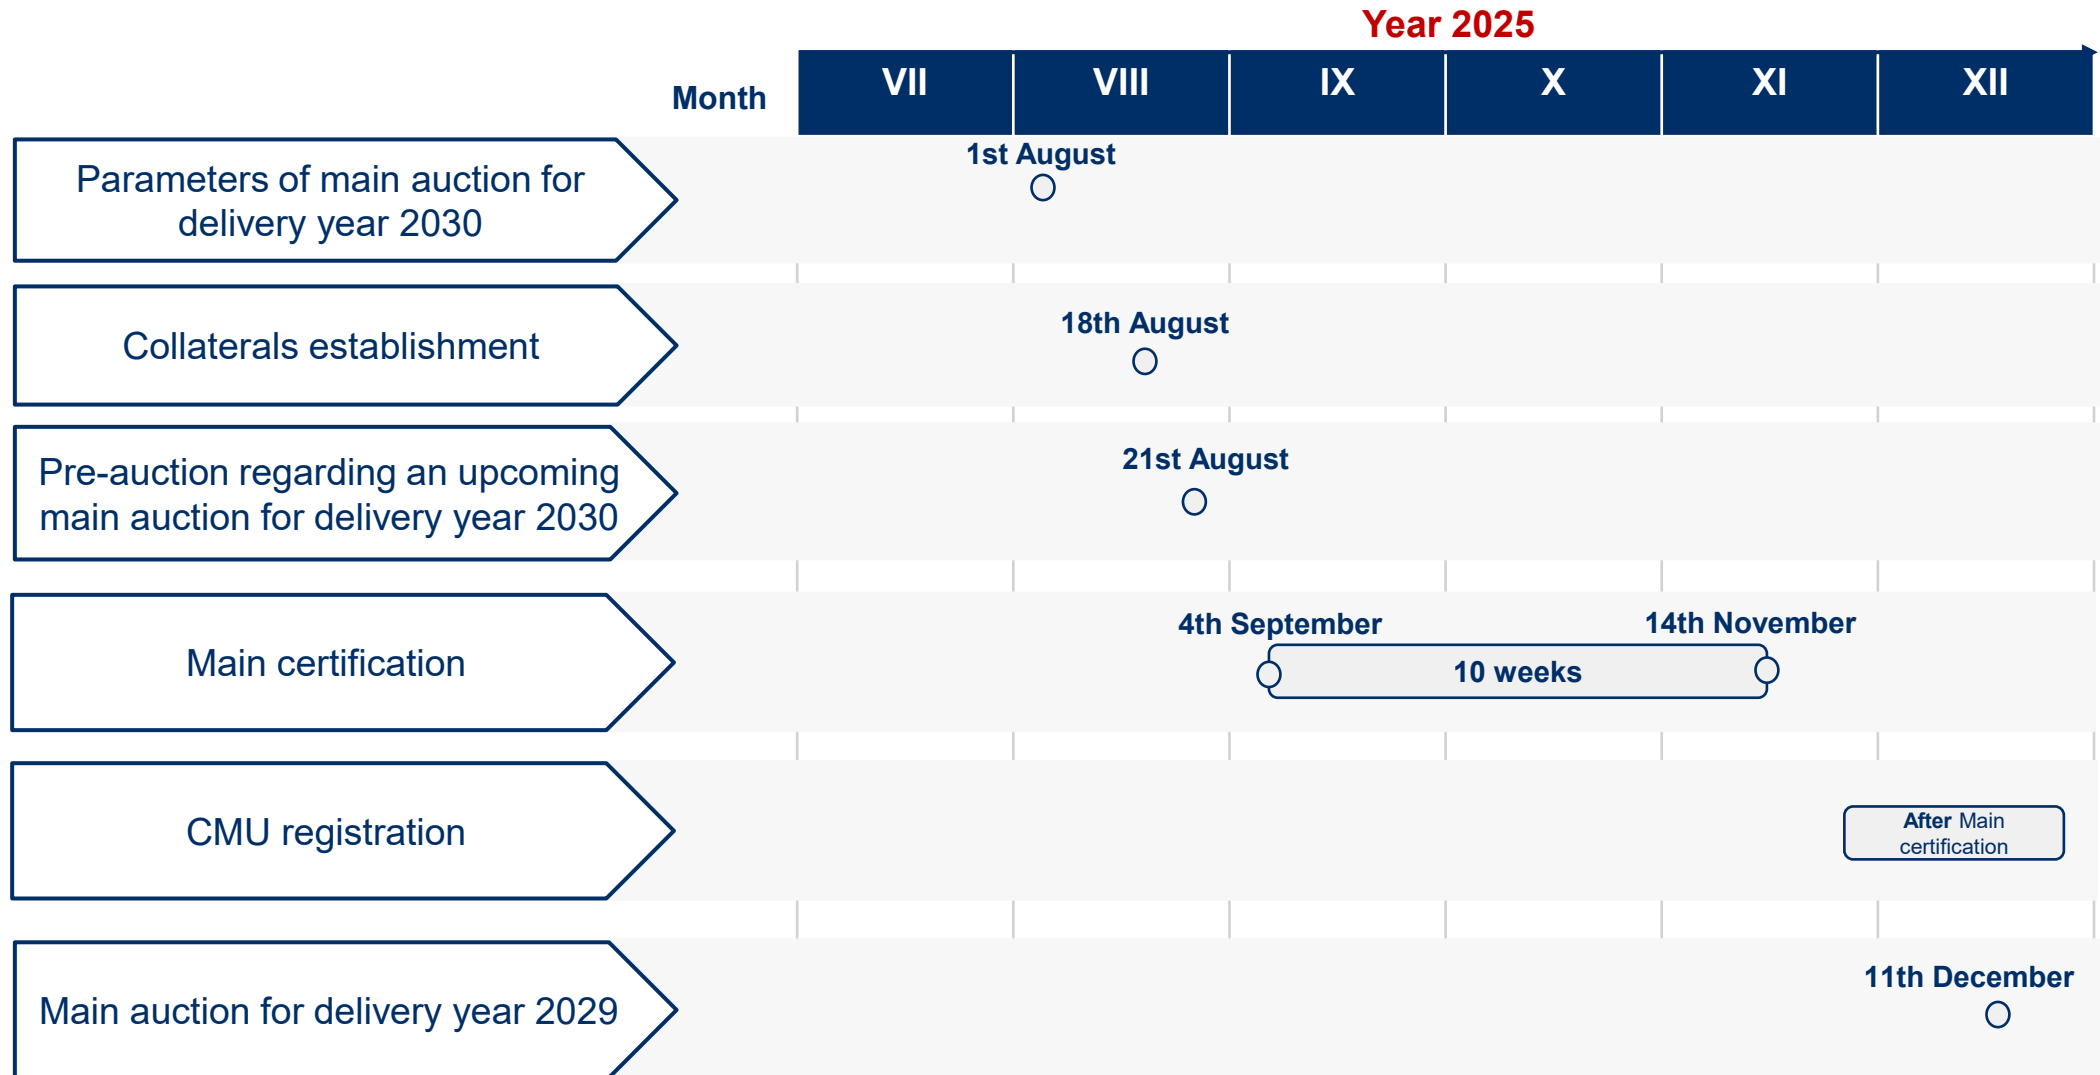 Year 2025
Month
VII
VIII
IX
X
XI
XII
Parameters of main auction for
delivery year 2030
1st August
Collaterals establishment
18th August
Pre-auction regarding an upcoming
main auction for delivery year 2030
21st August
Main certification
4th September
14th November
10 weeks
CMU registration
After Main
certification
Main auction for delivery year 2029
11th December